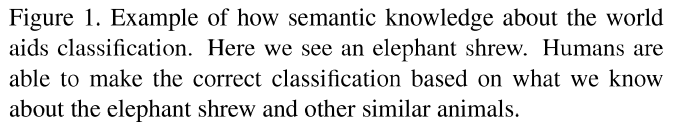 Figure 1. Example of how semantic knowledge about the world
aids classification. Here we see an elephant shrew. Humans are
able to make the correct classification based on what we know
about the elephant shrew and other similar animals.